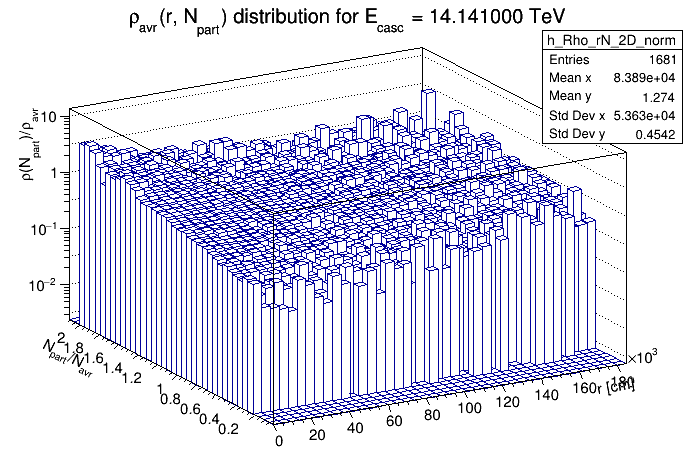 ρavr(r, Npart) distribution for Ecasc = 14.141000 TeV
h_Rho_rN_2D_norm
Entries 1681
Mean x 8.389e+04
Mean y 1.274
Std Dev x 5.363e+04
Std Dev y 0.4542
ρ(Npart)/ρavr
10
1
10−1
10−2
Npart/Navr
2
1.8
1.6
1.4
1.2
1
0.8
0.6
0.4
0.2
0
20
40
60
80
100
120
140
160
180
r [cm]
×103